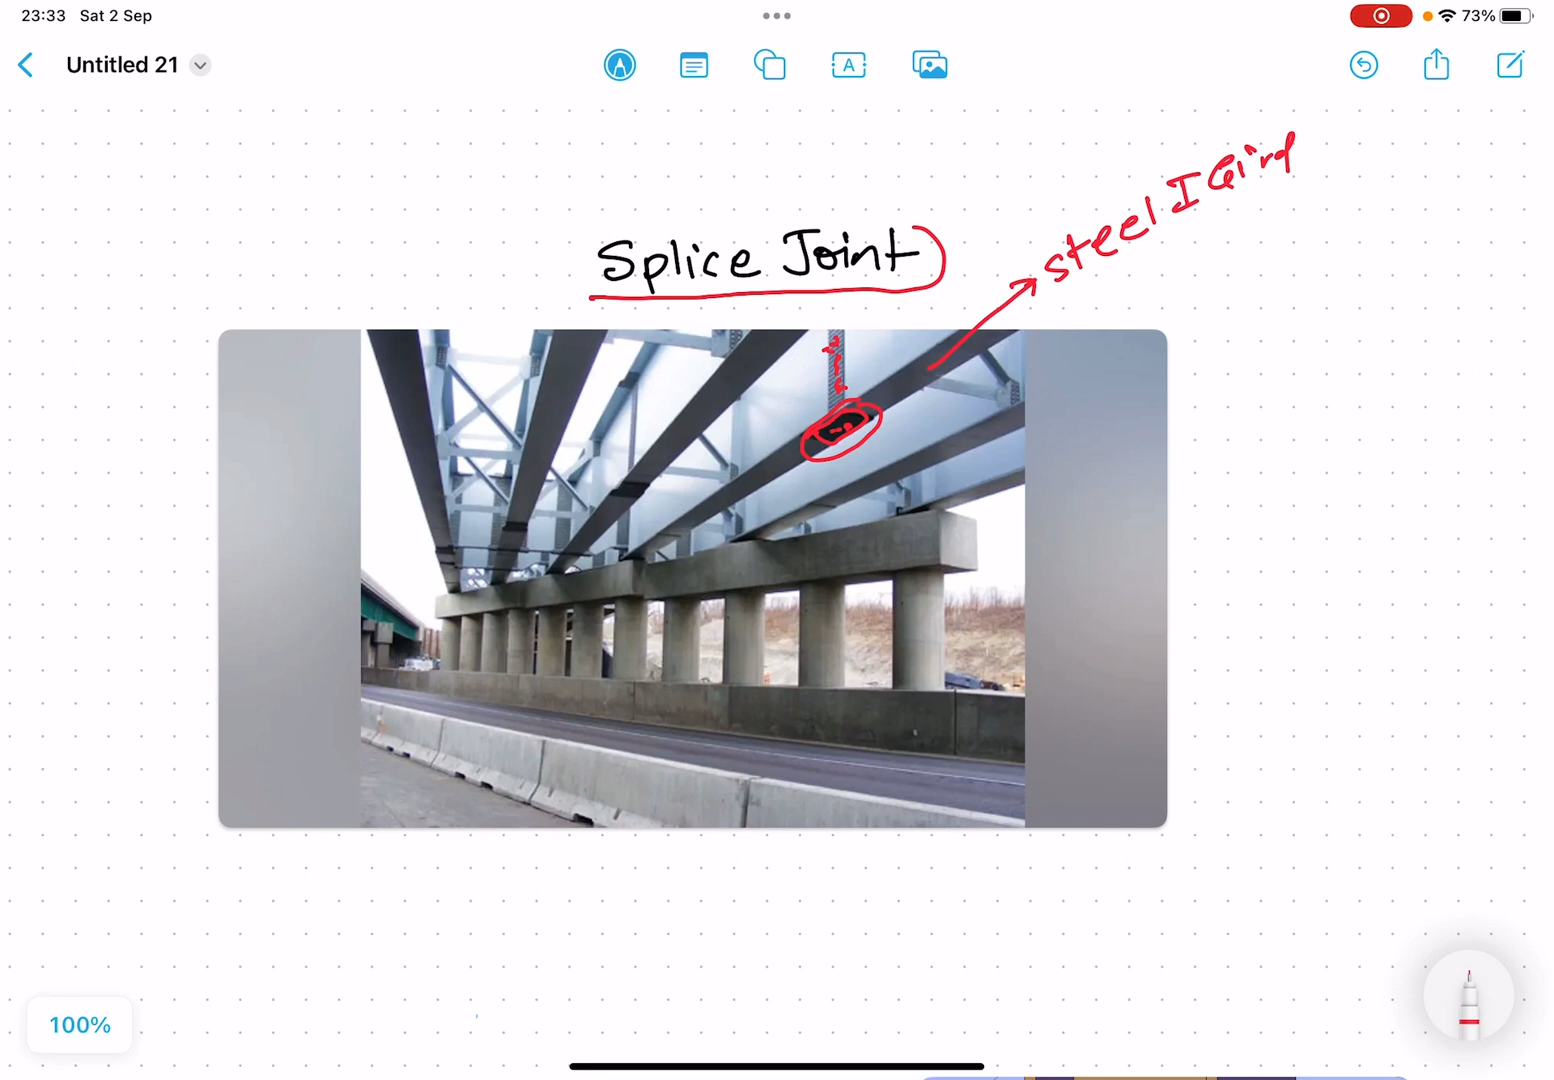 23:33 Sat 2 Sep
73%
Untitled 21
A
steel I Gird
Splice Joint
100%